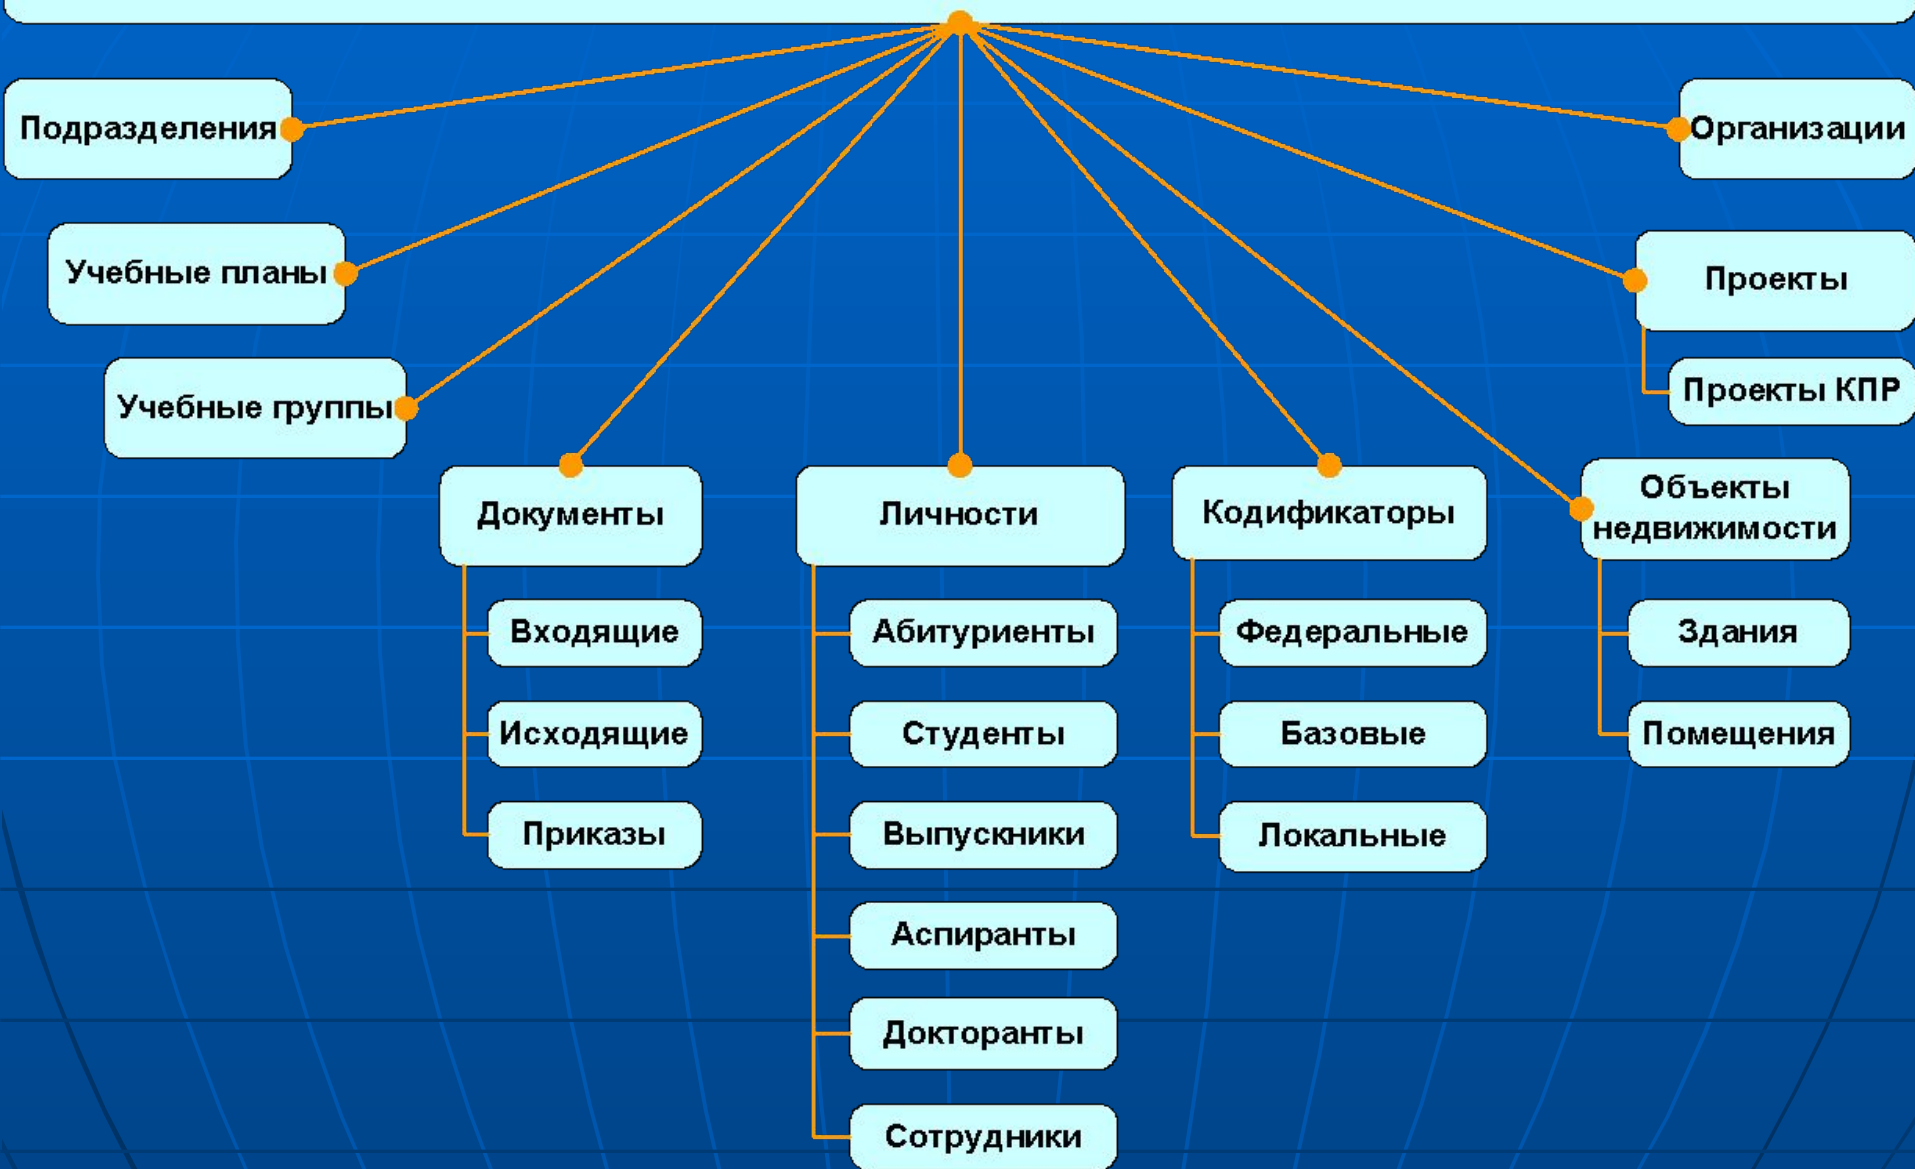 Подразделения
Организации
Учебные планы
Проекты
Учебные группы
Проекты КПР
Документы
Личности
Кодификаторы
Объекты
недвижимости
Входящие
Абитуриенты
Федеральные
Здания
Исходящие
Студенты
Базовые
Помещения
Приказы
Выпускники
Локальные
Аспиранты
Докторанты
Сотрудники